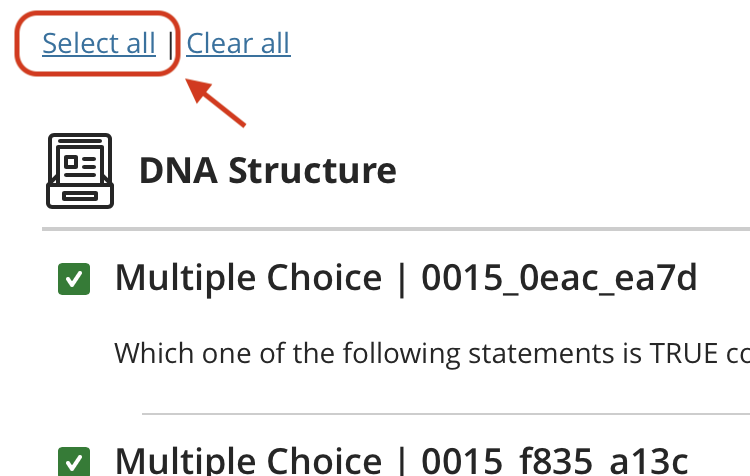 Select all | Clear all
DNA Structure
Multiple Choice | 0015_0eac_ea7d
Which one of the following statements is TRUE
Multiple Choice | 0015_f835_a13c